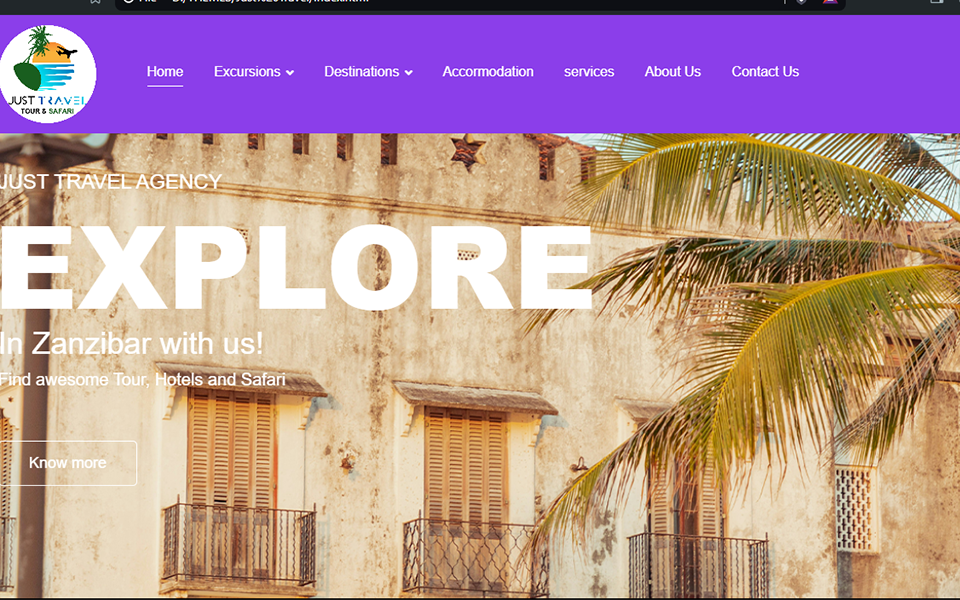 JUST TRAVEL
TOUR & SAFARI
Home
Excursions
Destinations
Accormodation
services
About Us
Contact Us
JUST TRAVEL AGENCY
EXPLORE
In Zanzibar with us!
Find awesome Tour, Hotels and Safari
Know more